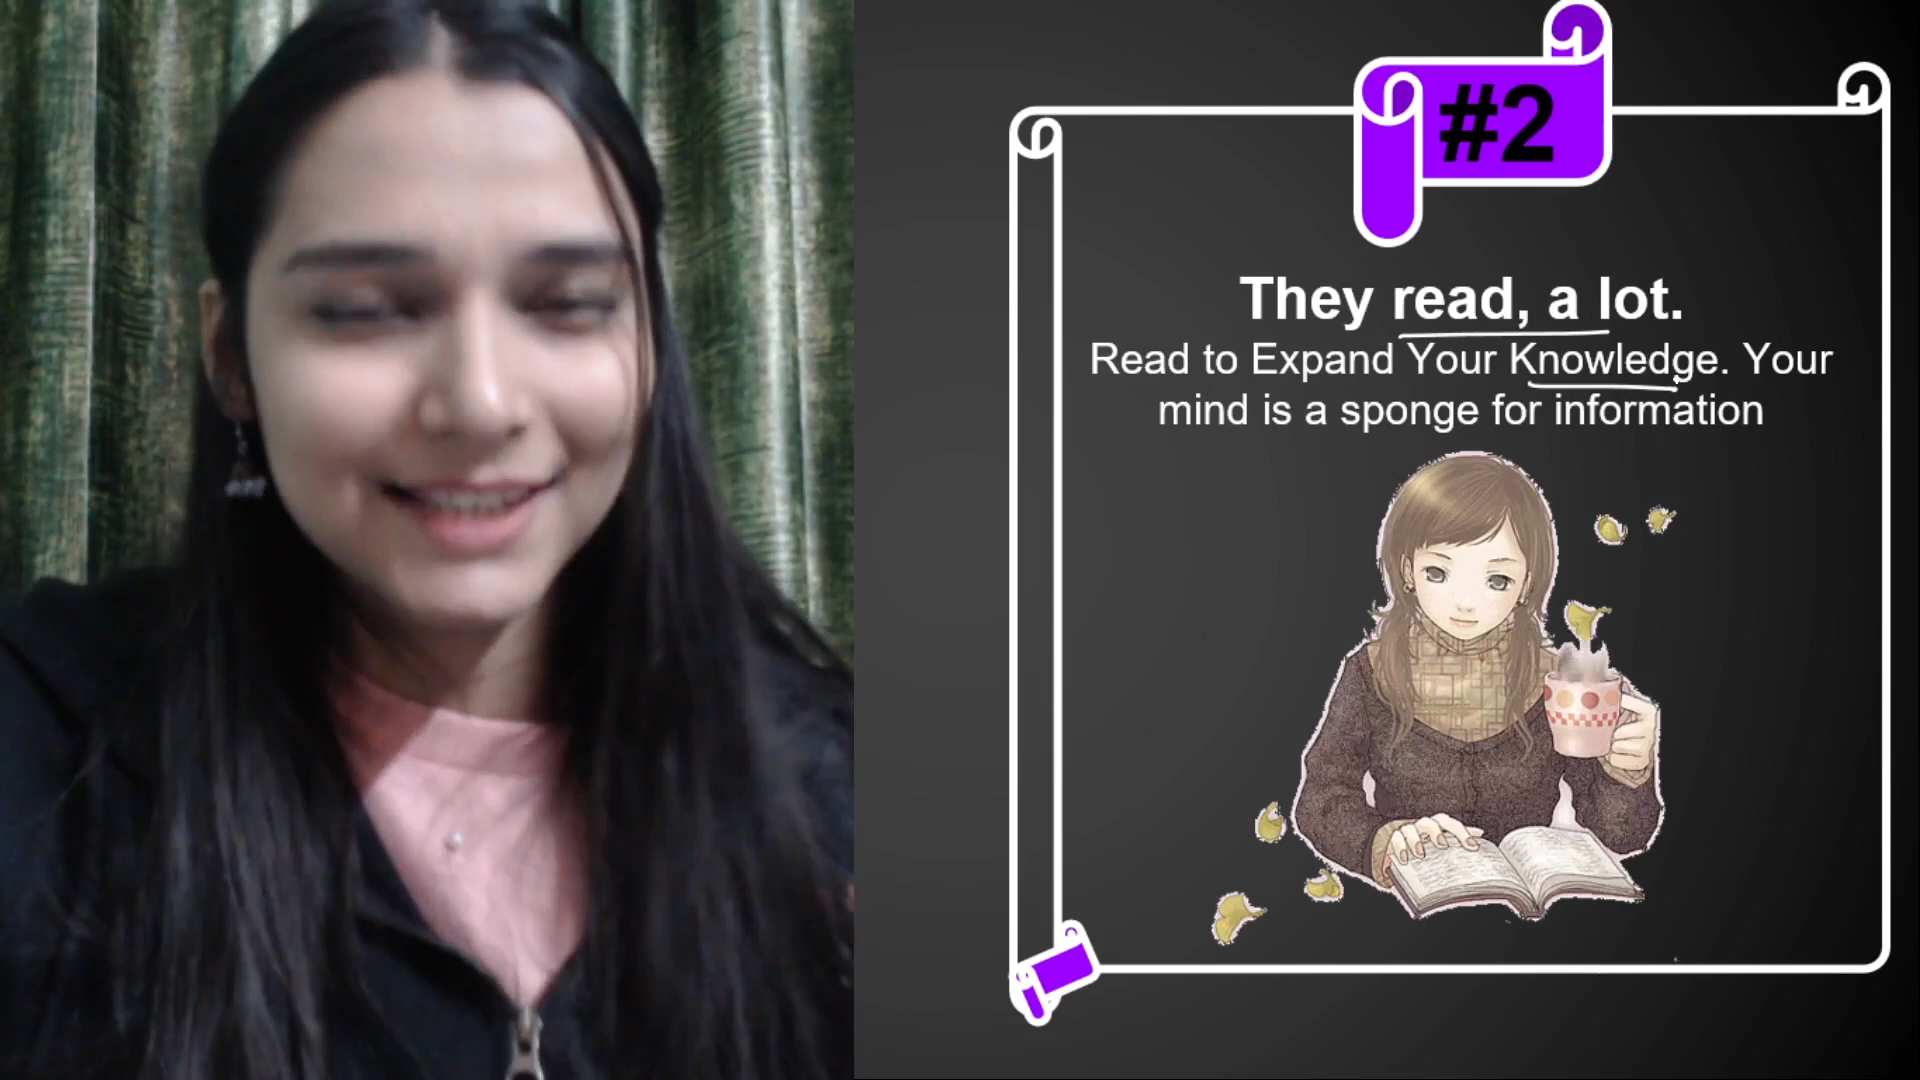 #2
They read, a lot.
Read to Expand Your Knowledge. Your
mind is a sponge for information